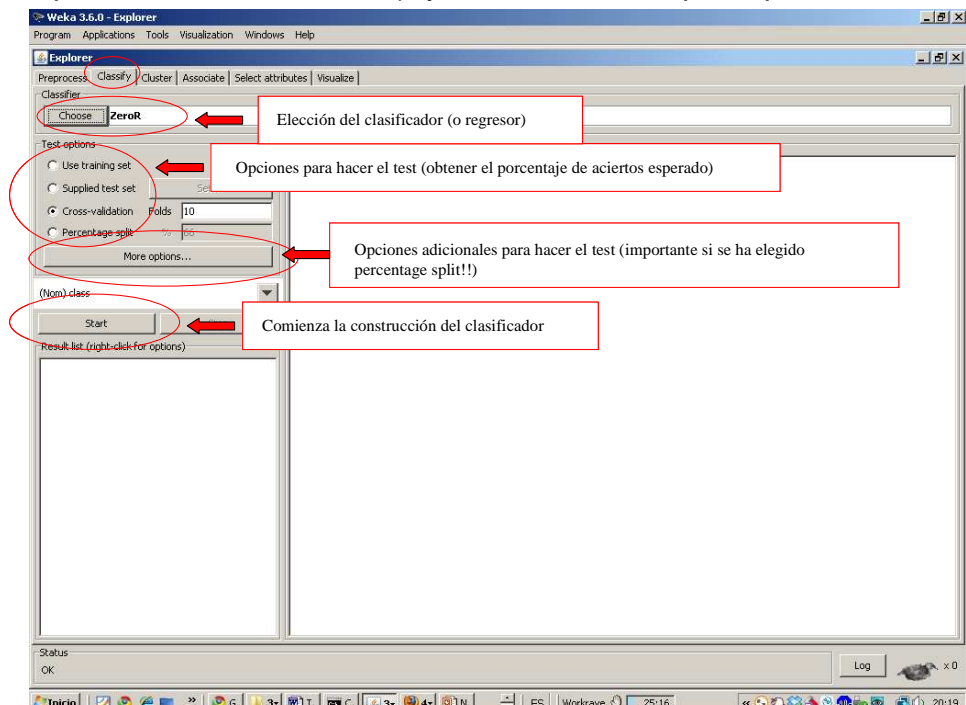 Weka 3.6.0 - Explorer
Program Applications Tools Visualization Windows Help
Explorer
Preprocess Classify Cluster Associate Select attributes Visualize
Classifier
Choose ZeroR
Elección del clasificador (o regresor)
Test options
Use training set
Opciones para hacer el test (obtener el porcentaje de aciertos esperado)
Supplied test set
Cross-validation Folds 10
Percentage split % 66
More options...
Opciones adicionales para hacer el test (importante si se ha elegido
percentage split!!)
(Nom) class
Start
Comienza la construcción del clasificador
Result list (right-click for options)
Status
OK
Log x 0
Inicio G 3 I C 3 4 N ES Workrave 25:16 20:19